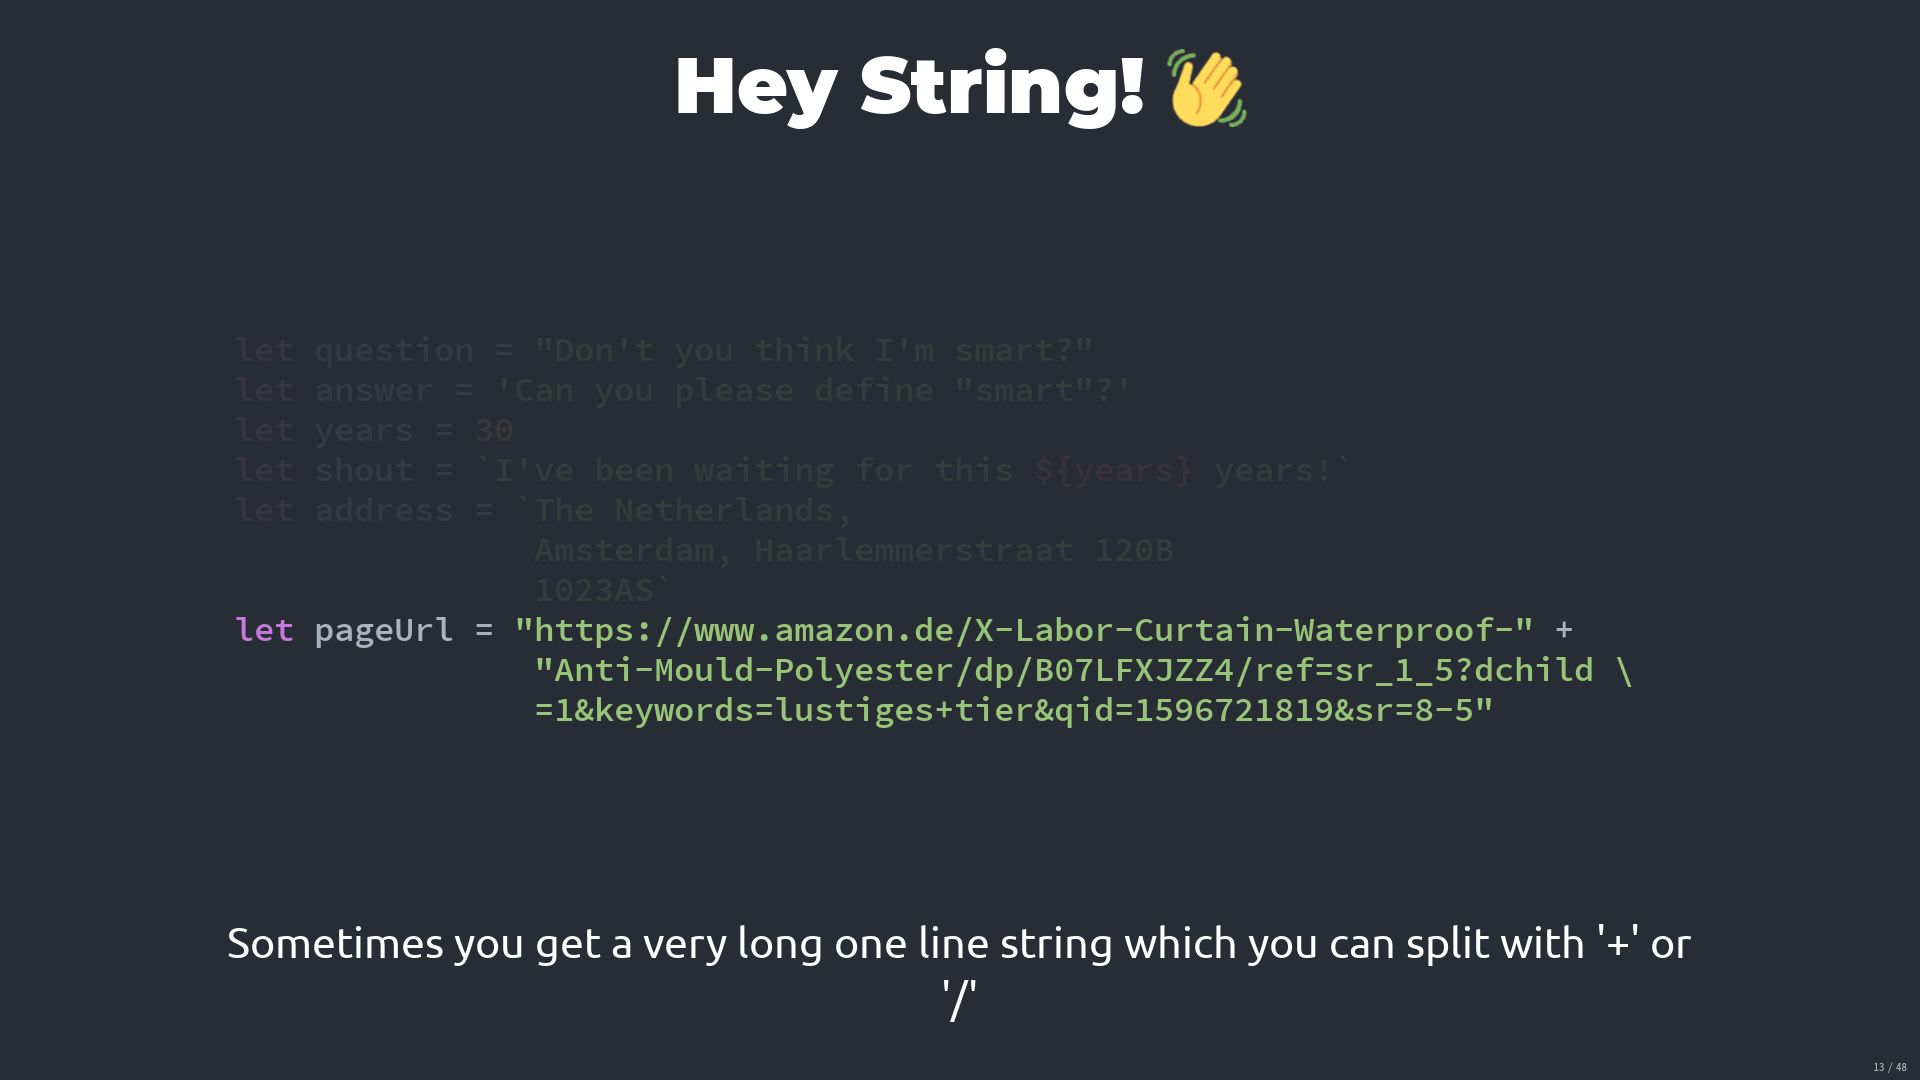 Hey String! 👋
let question = "Don't you think I'm smart?"
let answer = 'Can you please define "smart"?'
let years = 30
let shout = `I've been waiting for this ${years} years!`
let address = `The Netherlands,
Amsterdam, Haarlemmerstraat 120B
1023AS`
let pageUrl = "https://www.amazon.de/X-Labor-Curtain-Waterproof-" +
"Anti-Mould-Polyester/dp/B07LFXJZZ4/ref=sr_1_5?dchild \
=1&keywords=lustiges+tier&qid=1596721819&sr=8-5"
Sometimes you get a very long one line string which you can split with '+' or
'/'
13 / 48